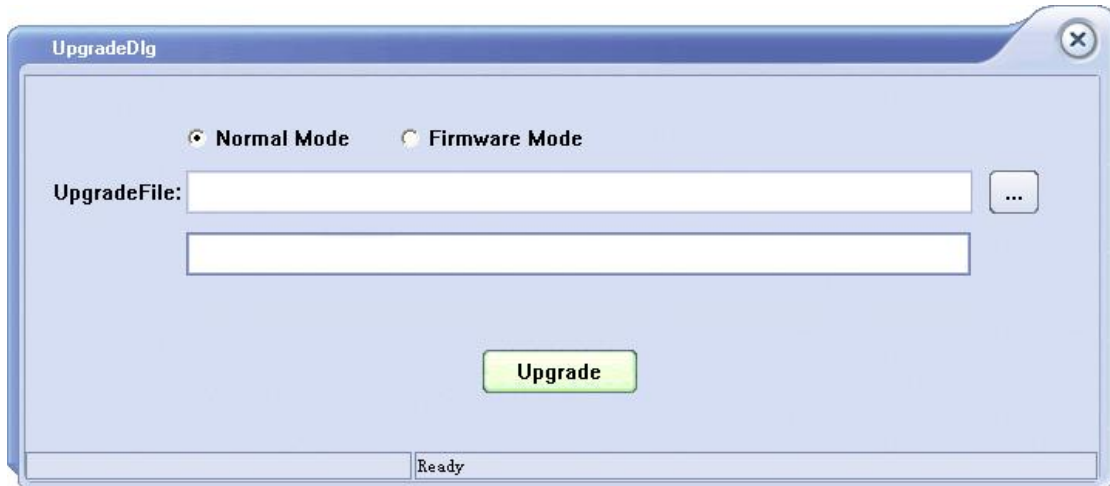 UpgradeDlg
Normal Mode Firmware Mode
UpgradeFile: ...
Upgrade
Ready